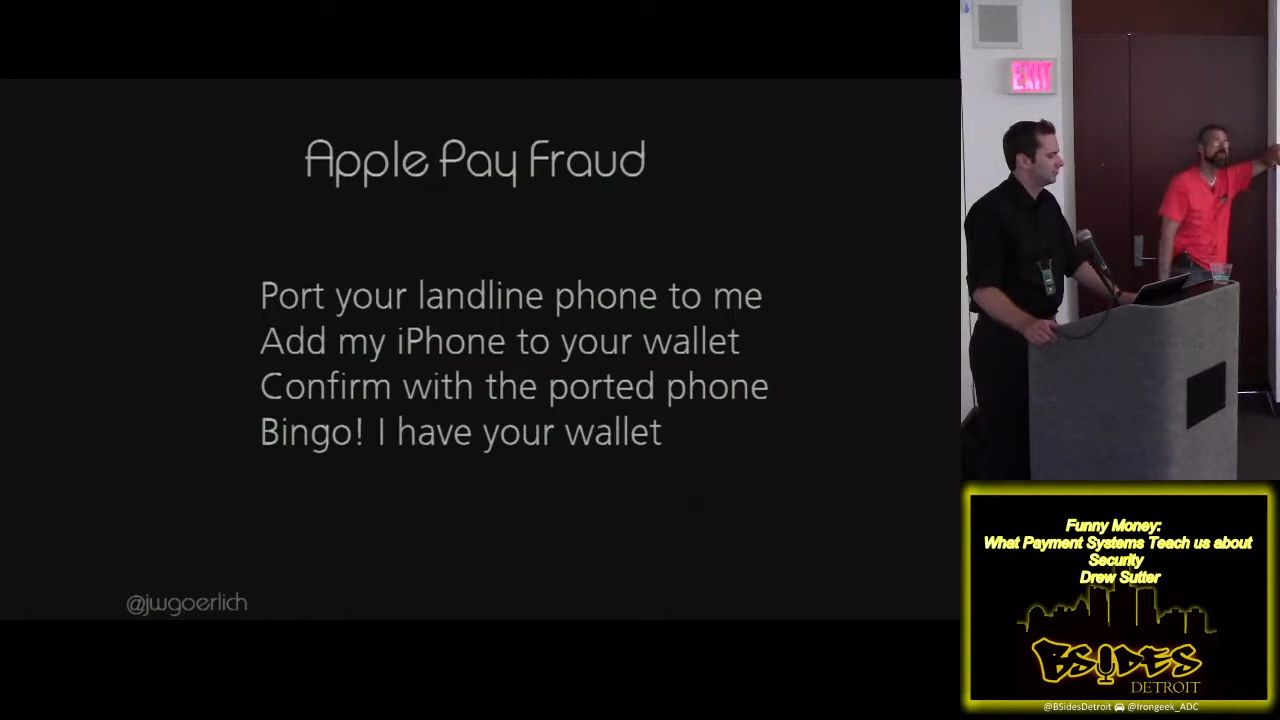 Apple Pay Fraud
Port your landline phone to me
Add my iPhone to your wallet
Confirm with the ported phone
Bingo! I have your wallet
@jwgoerlich
EXIT
Funny Money:
What Payment Systems Teach us about
Security
Drew Sutter
BSIDES
DETROIT
@BSidesDetroit @Irongeek_ADC